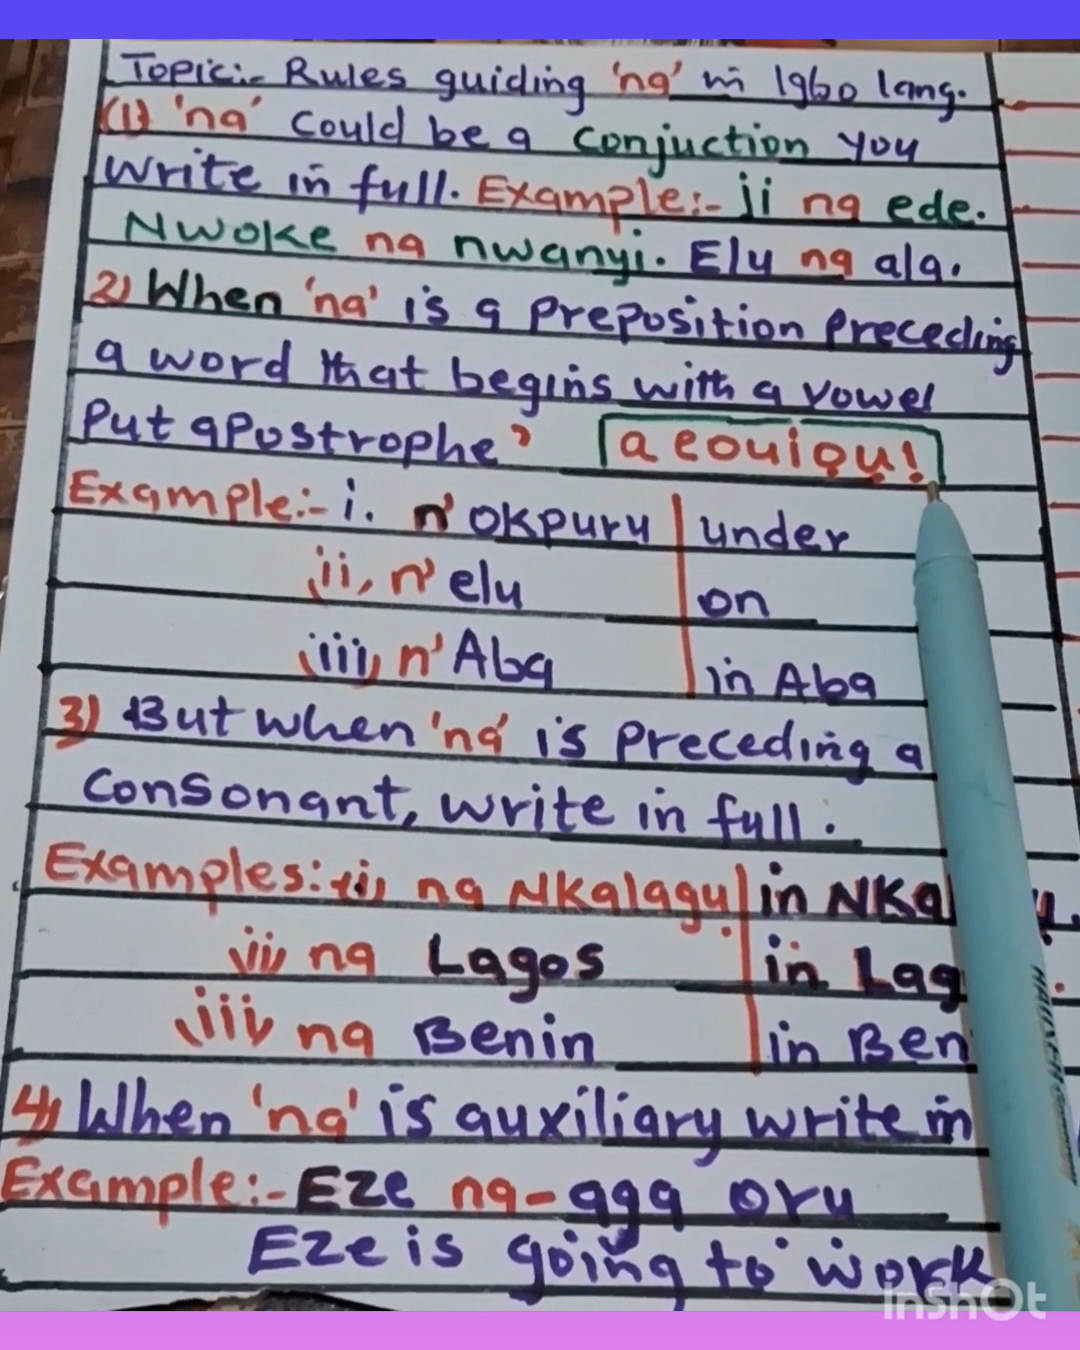 Topic:- Rules guiding 'na' in Igbo lang.
(1) 'na' could be a conjuction you
write in full. Example:- ji na ede.
Nwoke na nwanyi. Elu na ala.
2) When 'na' is a preposition preceding
a word that begins with a vowel
Put apostrophe ' a e o u i ọ ụ ị
Example:- i. n'okpuru under
ii, n'elu on
iii, n'Aba in Aba
3) But when 'na' is preceding a
consonant, write in full.
Examples: i, na Nkalagụ in Nka ụ.
ii, na Lagos in Lag
iii, na Benin in Ben
4) When 'na' is auxiliary write in
Example:- Eze na-aga oru
Eze is going to work
InShOt